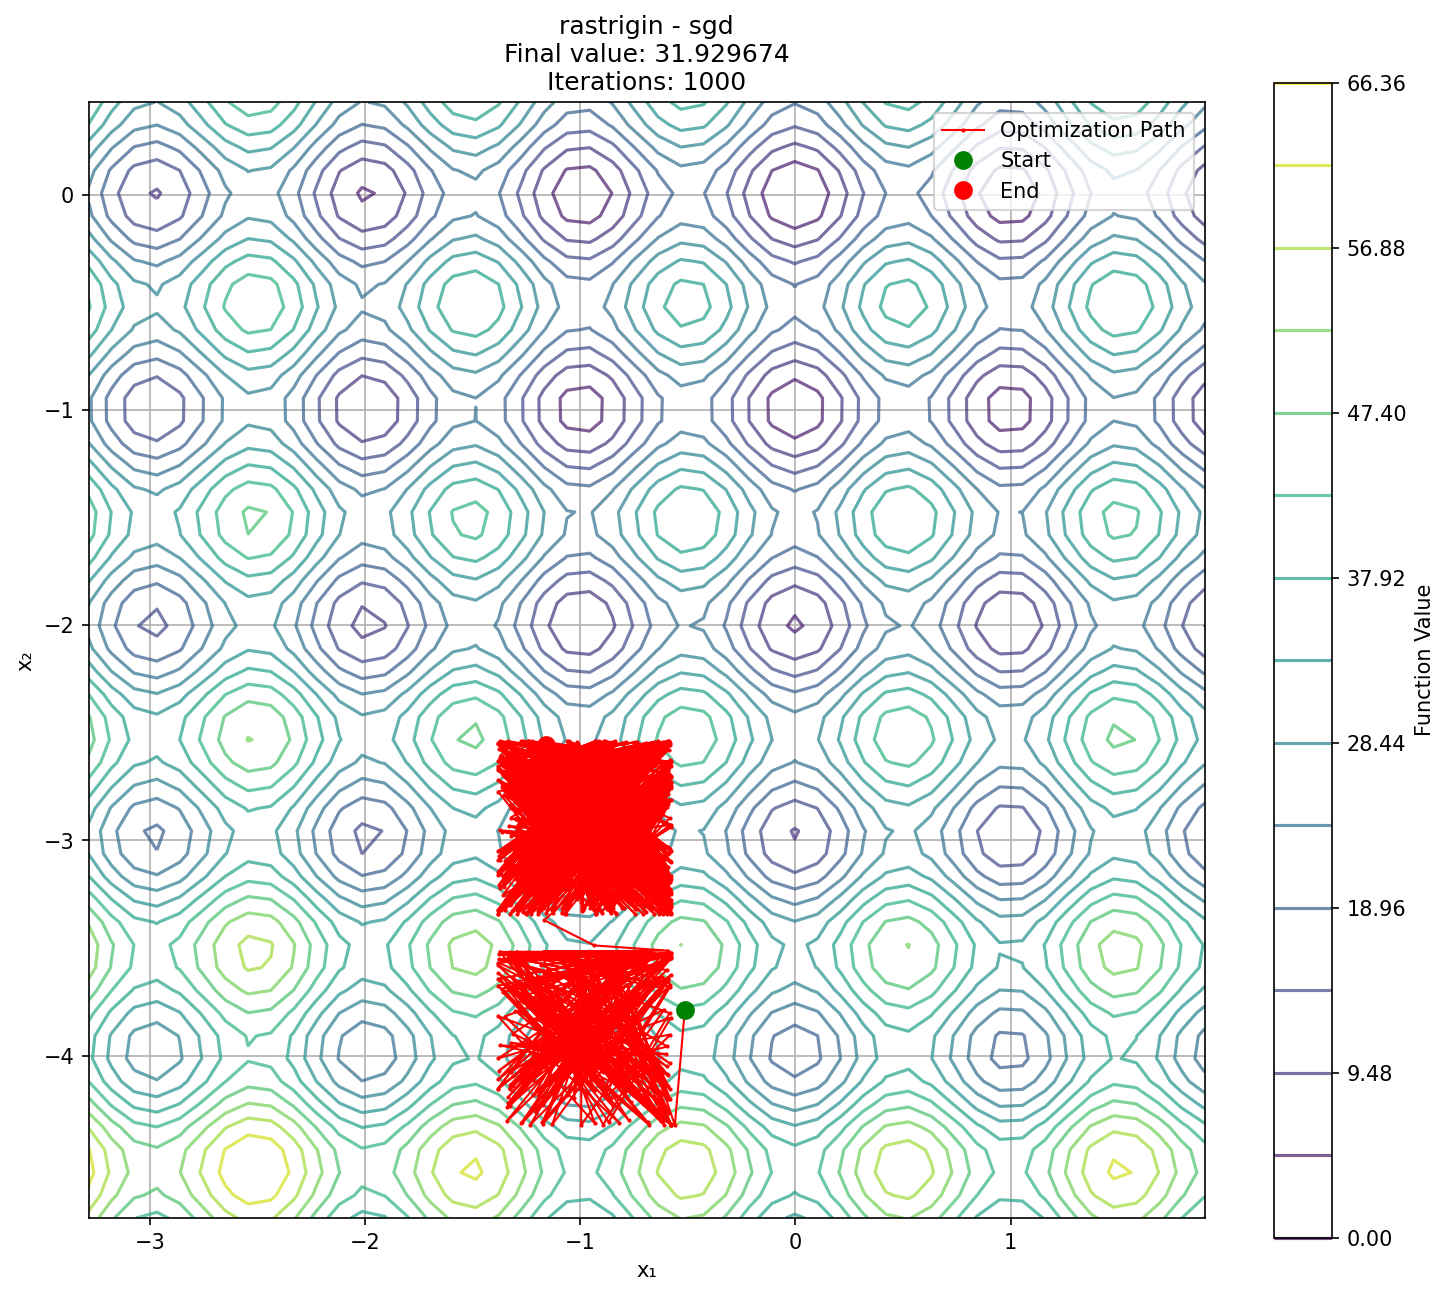 rastrigin - sgd
Final value: 31.929674
Iterations: 1000
Optimization Path
Start
End
0
−1
−2
−3
−4
x₂
−3
−2
−1
0
1
x₁
66.36
56.88
47.40
37.92
28.44
18.96
9.48
0.00
Function Value